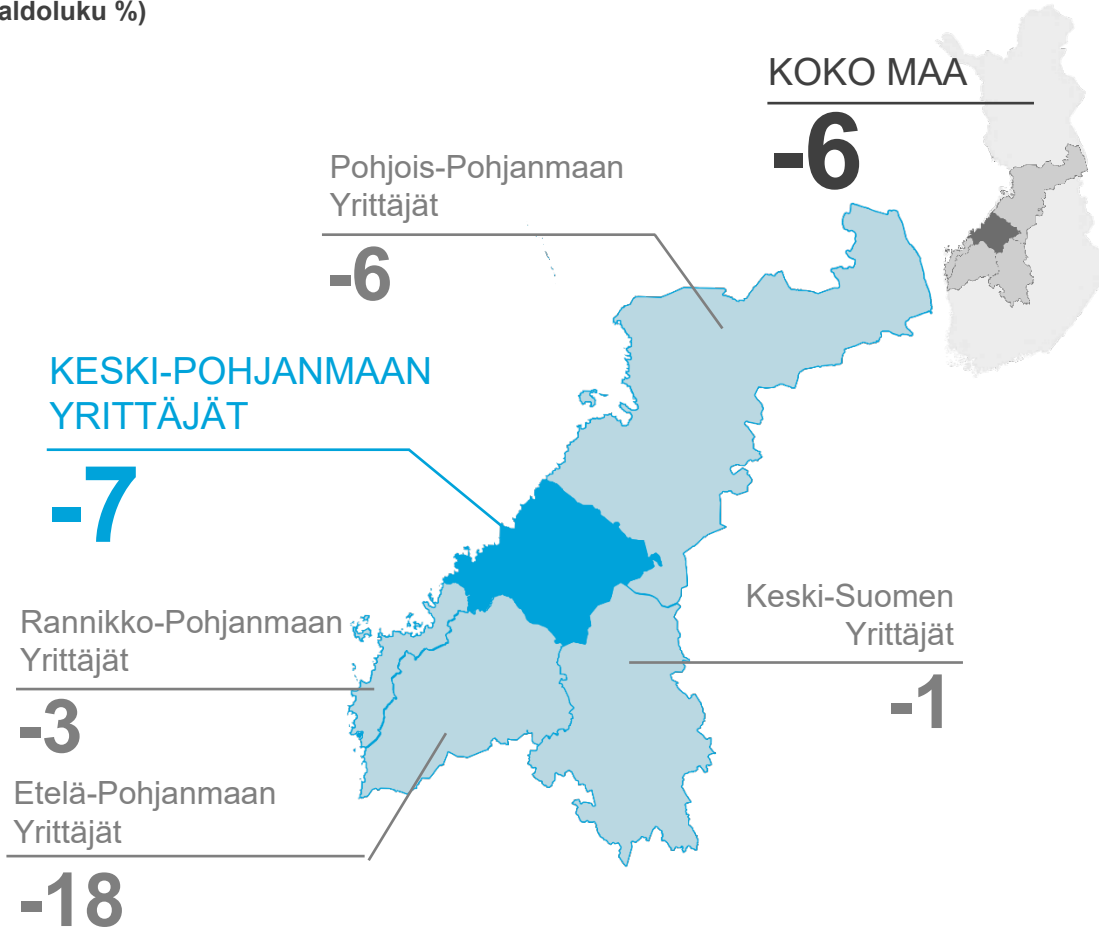 aldoluku %)
KOKO MAA
-6
Pohjois-Pohjanmaan
Yrittäjät
-6
KESKI-POHJANMAAN
YRITTÄJÄT
-7
Keski-Suomen
Yrittäjät
-1
Rannikko-Pohjanmaan
Yrittäjät
-3
Etelä-Pohjanmaan
Yrittäjät
-18